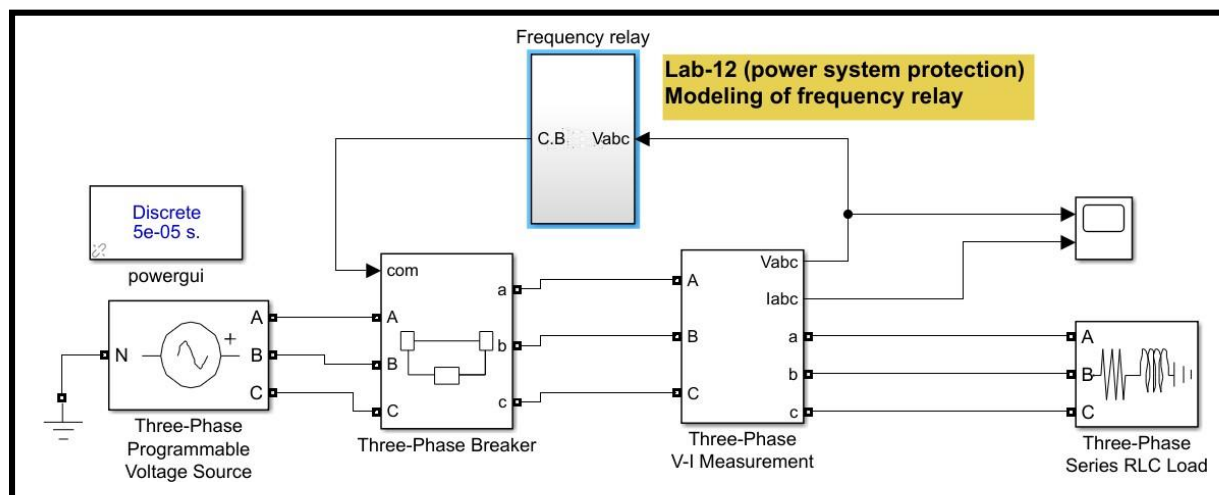 Frequency relay
Lab-12 (power system protection)
Modeling of frequency relay
C.B
Vabc
Discrete
5e-05 s.
powergui
com
A
B
C
a
b
c
Three-Phase Breaker
N
+
A
B
C
Three-Phase
Programmable
Voltage Source
A
B
C
Vabc
Iabc
a
b
c
Three-Phase
V-I Measurement
A
B
C
Three-Phase
Series RLC Load